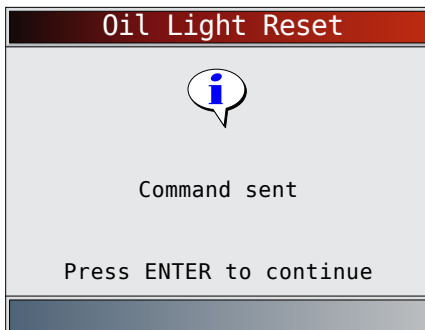 Oil Light Reset
i
Command sent
Press ENTER to continue